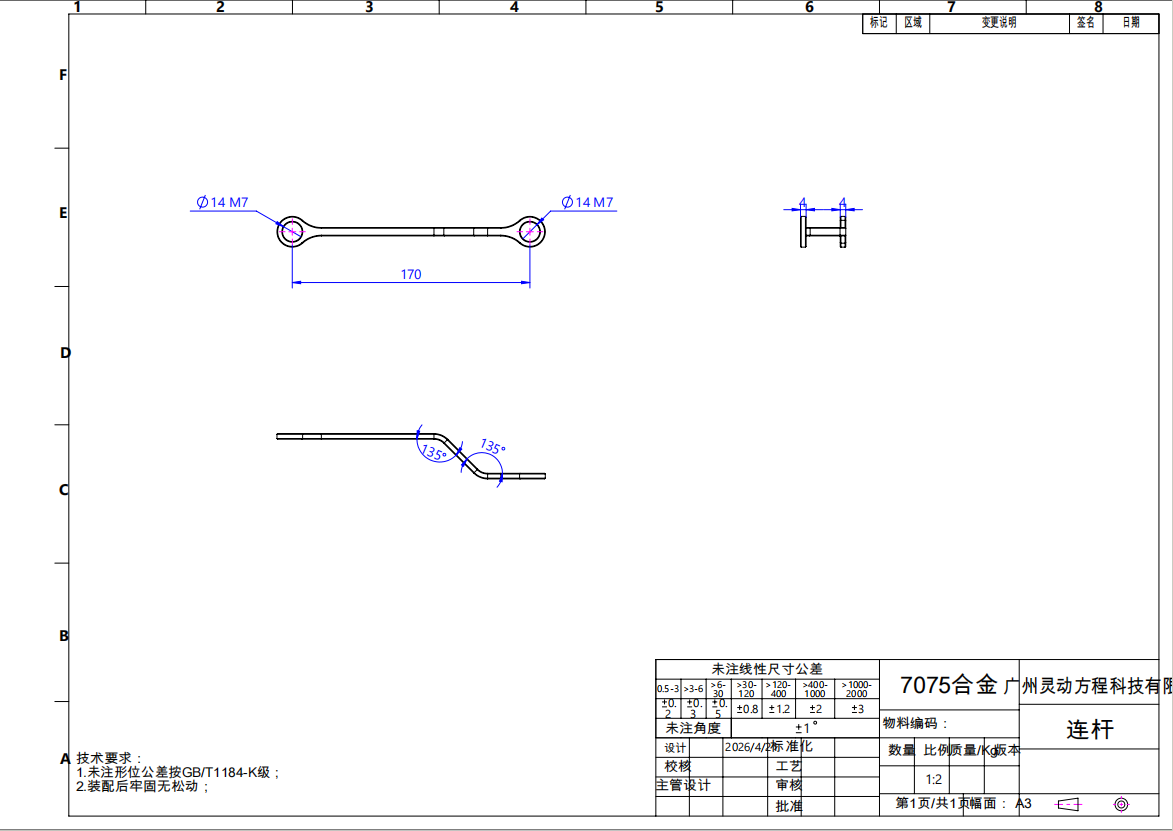 1 2 3 4 5 6 7 8
标记 区域 变更说明 签名 日期
F
E
D
C
B
A
∅14 M7
∅14 M7
4 4
170
135°
135°
技术要求：
1.未注形位公差按GB/T1184-K级；
2.装配后牢固无松动；
未注线性尺寸公差
0.5-3 >3-6 >6-30 >30-120 >120-400 >400-1000 >1000-2000
±0.2 ±0.3 ±0.5 ±0.8 ±1.2 ±2 ±3
未注角度 ±1°
设计 2026/4/2 标准化
校核 工艺
主管设计 审核
批准
7075合金
广州灵动方程科技有限
物料编码：
连杆
数量 比例 质量/Kg 版本
1:2
第1页/共1页 幅面： A3